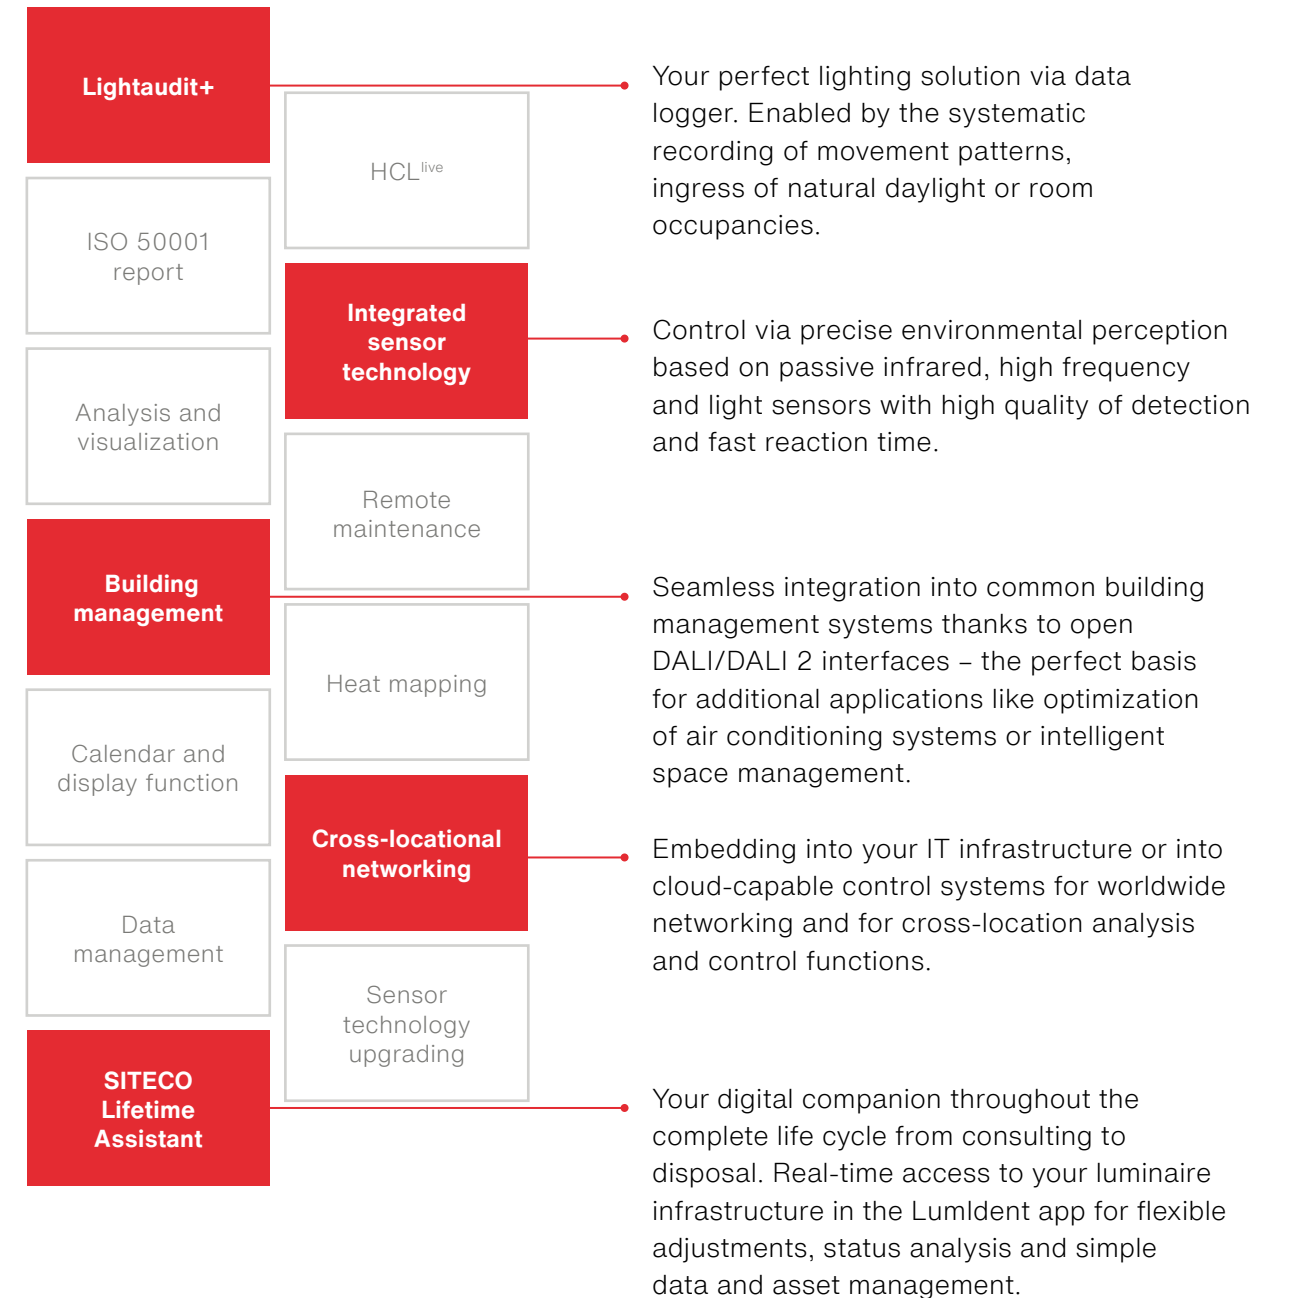 Lightaudit+
Your perfect lighting solution via data
logger. Enabled by the systematic
recording of movement patterns,
ingress of natural daylight or room
occupancies.
HCLlive
ISO 50001
report
Integrated
sensor
technology
Control via precise environmental perception
based on passive infrared, high frequency
and light sensors with high quality of detection
and fast reaction time.
Analysis and
visualization
Remote
maintenance
Building
management
Seamless integration into common building
management systems thanks to open
DALI/DALI 2 interfaces – the perfect basis
for additional applications like optimization
of air conditioning systems or intelligent
space management.
Heat mapping
Calendar and
display function
Cross-locational
networking
Embedding into your IT infrastructure or into
cloud-capable control systems for worldwide
networking and for cross-location analysis
and control functions.
Data
management
Sensor
technology
upgrading
SITECO
Lifetime
Assistant
Your digital companion throughout the
complete life cycle from consulting to
disposal. Real-time access to your luminaire
infrastructure in the LumIdent app for flexible
adjustments, status analysis and simple
data and asset management.